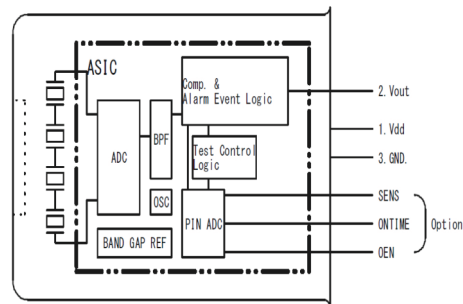 ASIC
Comp. &
Alarm Event Logic
2. Vout
1. Vdd
ADC
BPF
Test Control
Logic
3. GND.
OSC
PIN ADC
SENS
ONTIME
Option
BAND GAP REF
OEN